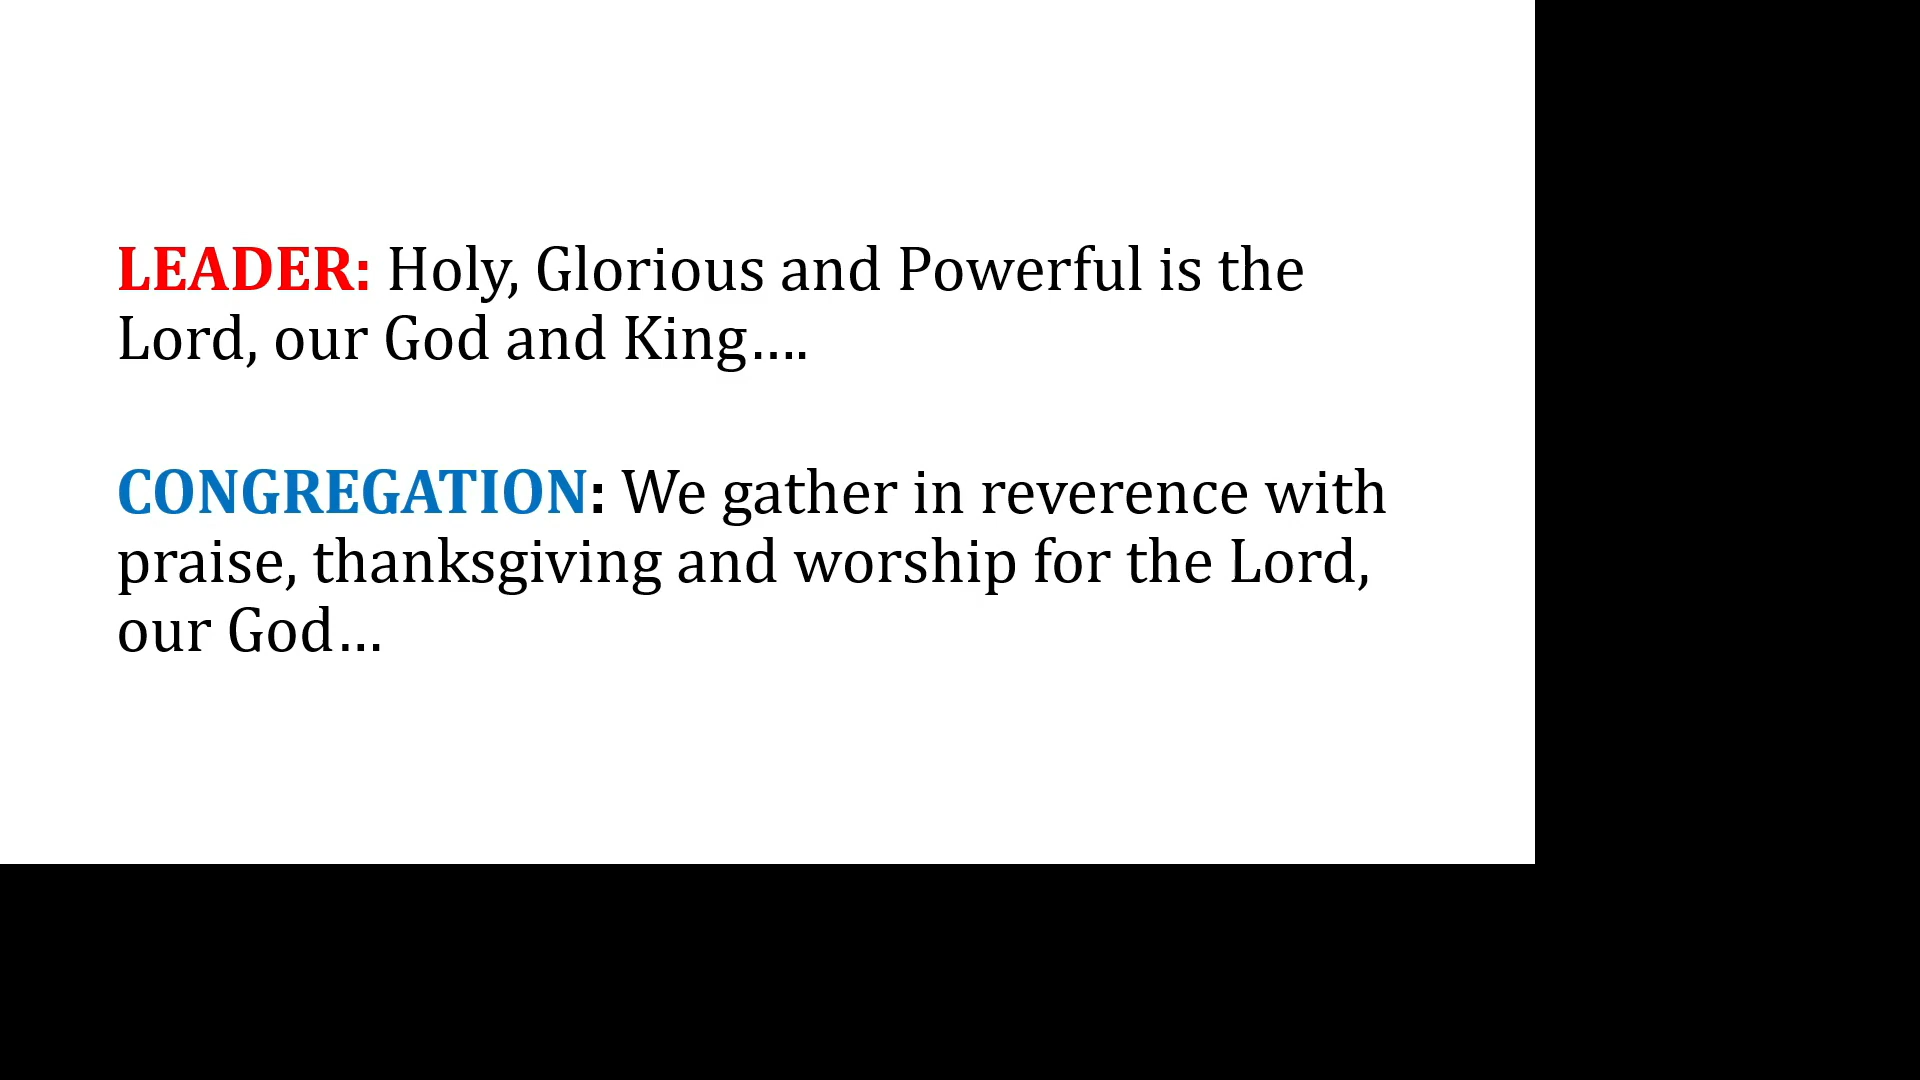 LEADER: Holy, Glorious and Powerful is the
Lord, our God and King....
CONGREGATION: We gather in reverence with
praise, thanksgiving and worship for the Lord,
our God...